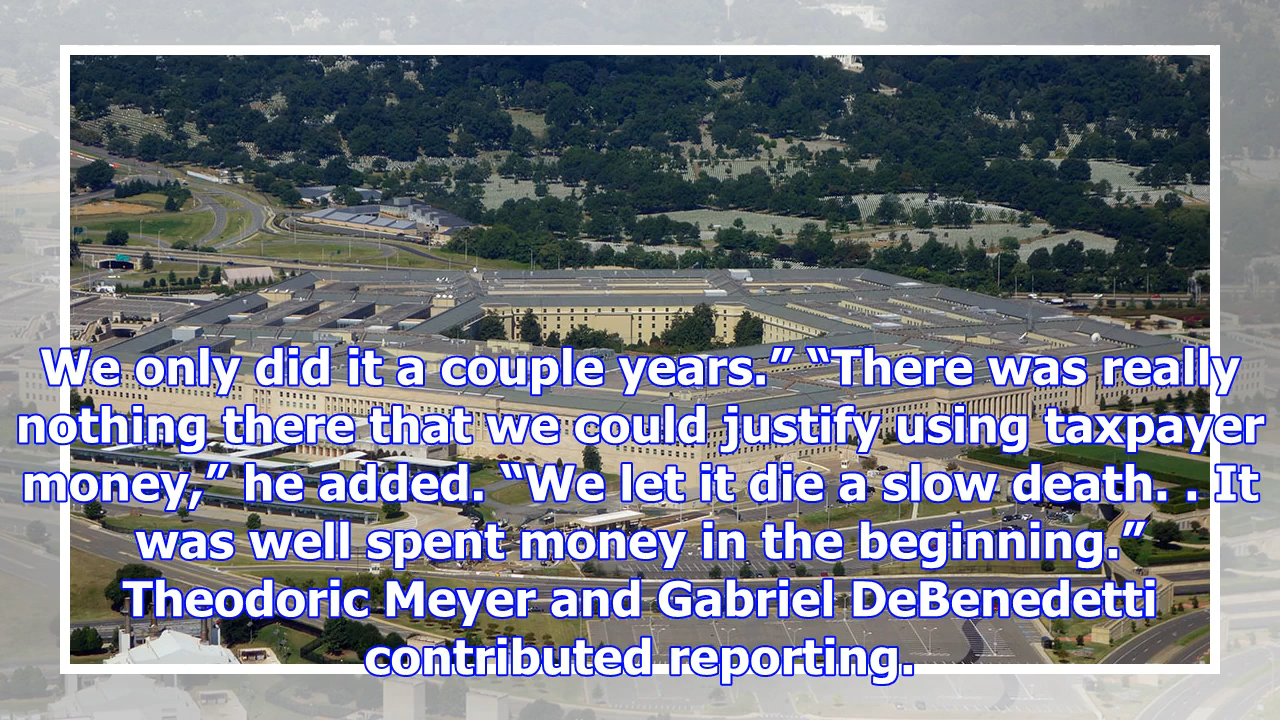 We only did it a couple years.” “There was really
nothing there that we could justify using taxpayer
money,” he added. “We let it die a slow death. . It
was well spent money in the beginning.”
Theodoric Meyer and Gabriel DeBenedetti
contributed reporting.